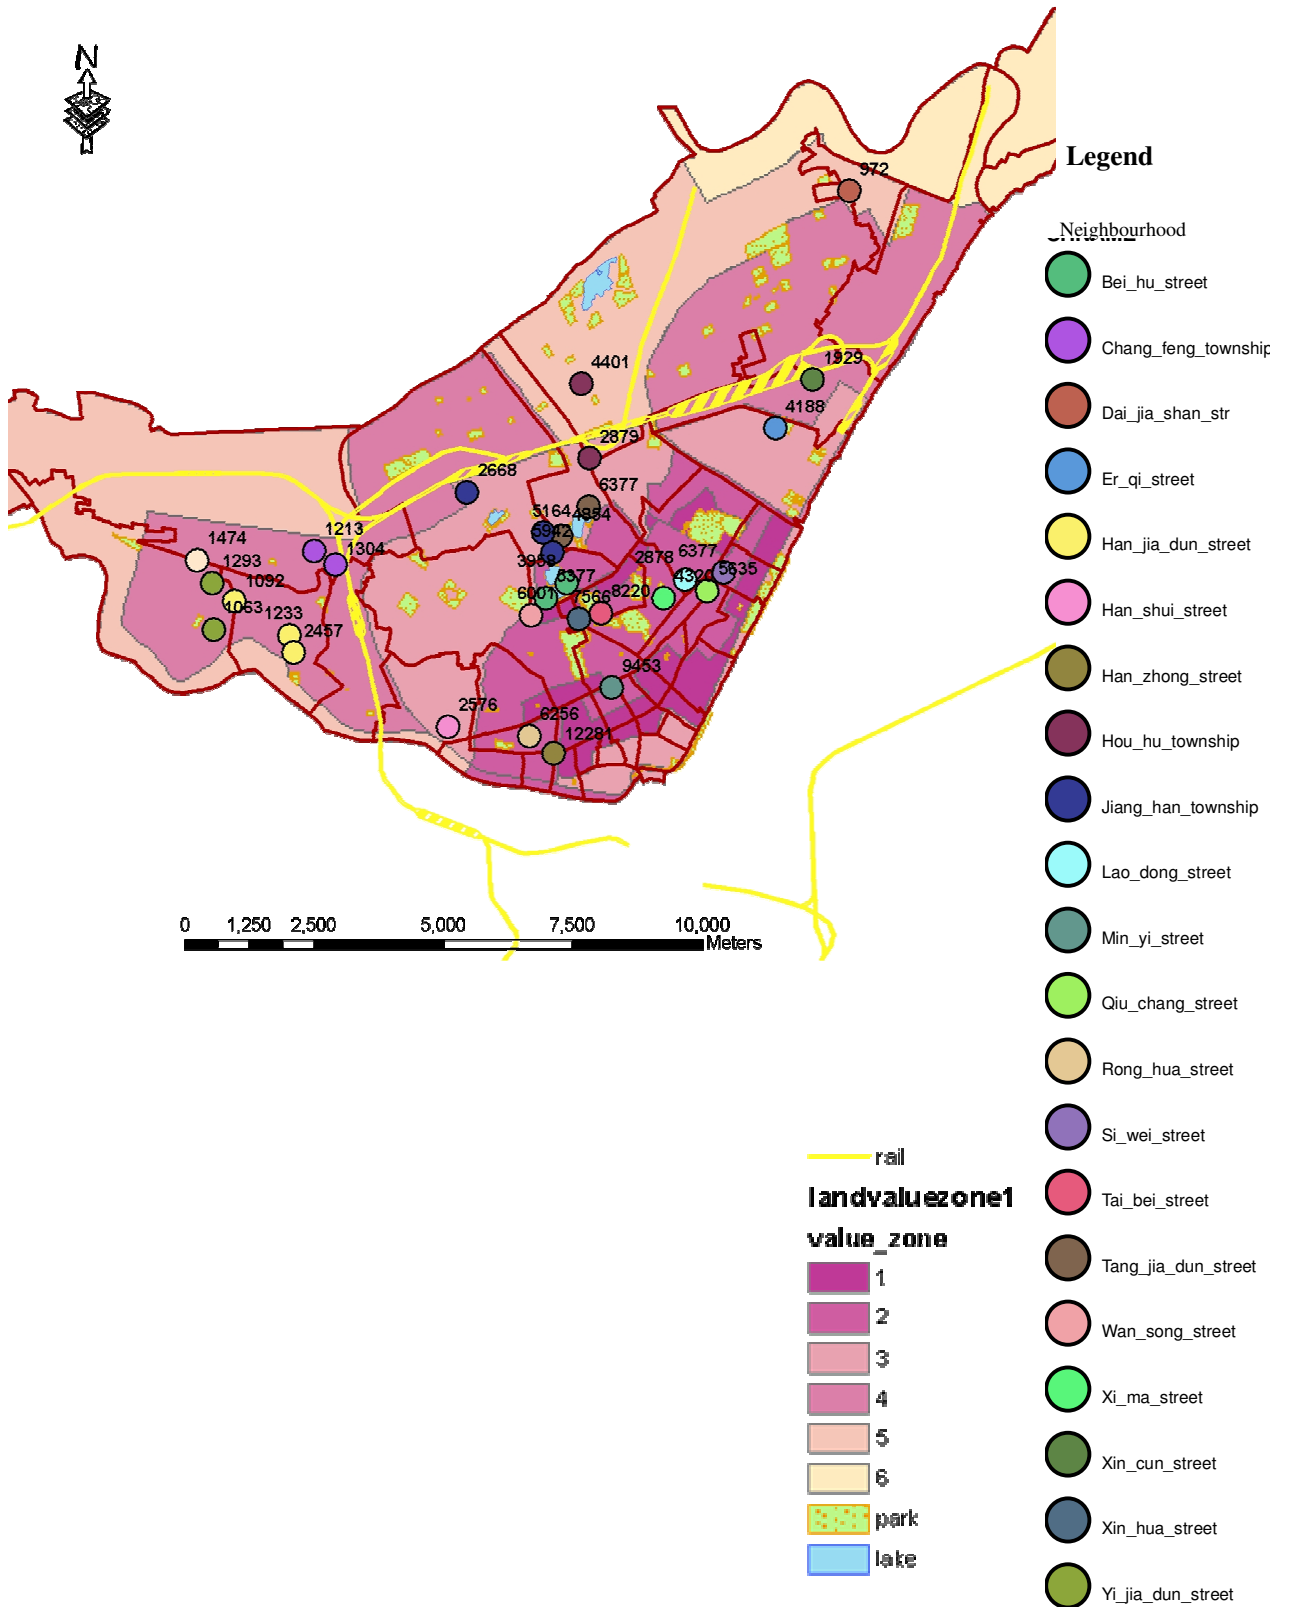 N
Legend
Neighbourhood
Bei_hu_street
Chang_feng_township
Dai_jia_shan_str
Er_qi_street
Han_jia_dun_street
Han_shui_street
Han_zhong_street
Hou_hu_township
Jiang_han_township
Lao_dong_street
Min_yi_street
Qiu_chang_street
Rong_hua_street
Si_wei_street
Tai_bei_street
Tang_jia_dun_street
Wan_song_street
Xi_ma_street
Xin_cun_street
Xin_hua_street
Yi_jia_dun_street
972
4401
1929
4188
2879
2668
6377
5164
4854
5942
1213
1474
1304
1293
3958
2878
6377
5635
1092
4320
1063
1233
6001
7566
8220
2457
9453
2576
6256
12281
0 1,250 2,500 5,000 7,500 10,000
Meters
rail
landvaluezone1
value_zone
1
2
3
4
5
6
park
lake